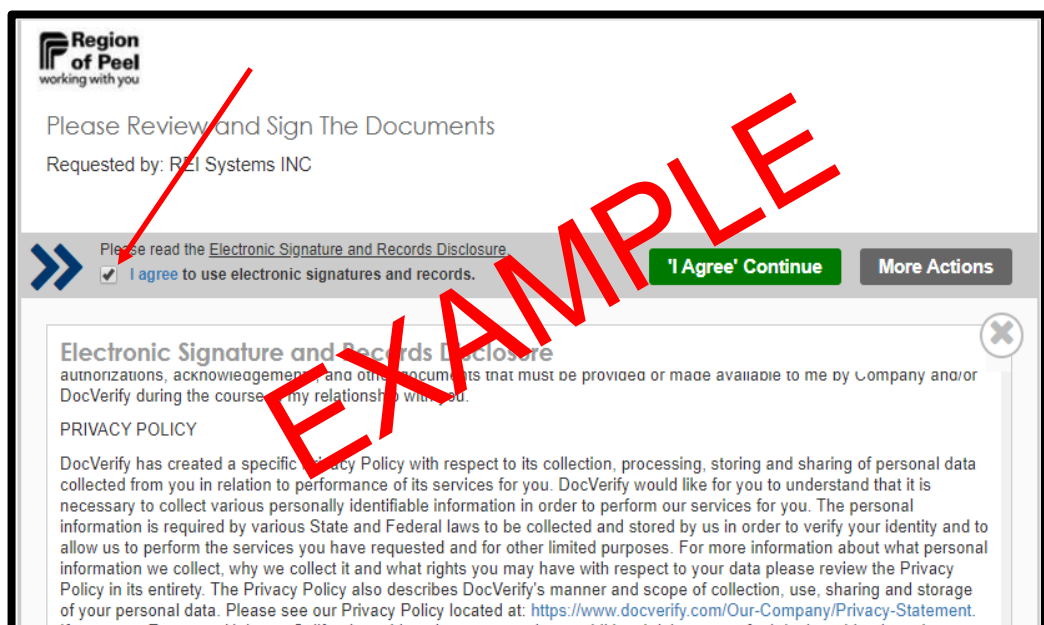 Region
of Peel
working with you
Please Review and Sign The Documents
Requested by: REI Systems INC
Please read the Electronic Signature and Records Disclosure.
I agree to use electronic signatures and records.
'I Agree' Continue
More Actions
EXAMPLE
Electronic Signature and Records Disclosure
authorizations, acknowledgements, and other documents that must be provided or made available to me by Company and/or
DocVerify during the course of my relationship with you.
PRIVACY POLICY
DocVerify has created a specific Privacy Policy with respect to its collection, processing, storing and sharing of personal data
collected from you in relation to performance of its services for you. DocVerify would like for you to understand that it is
necessary to collect various personally identifiable information in order to perform our services for you. The personal
information is required by various State and Federal laws to be collected and stored by us in order to verify your identity and to
allow us to perform the services you have requested and for other limited purposes. For more information about what personal
information we collect, why we collect it and what rights you may have with respect to your data please review the Privacy
Policy in its entirety. The Privacy Policy also describes DocVerify's manner and scope of collection, use, sharing and storage
of your personal data. Please see our Privacy Policy located at: https://www.docverify.com/Our-Company/Privacy-Statement.